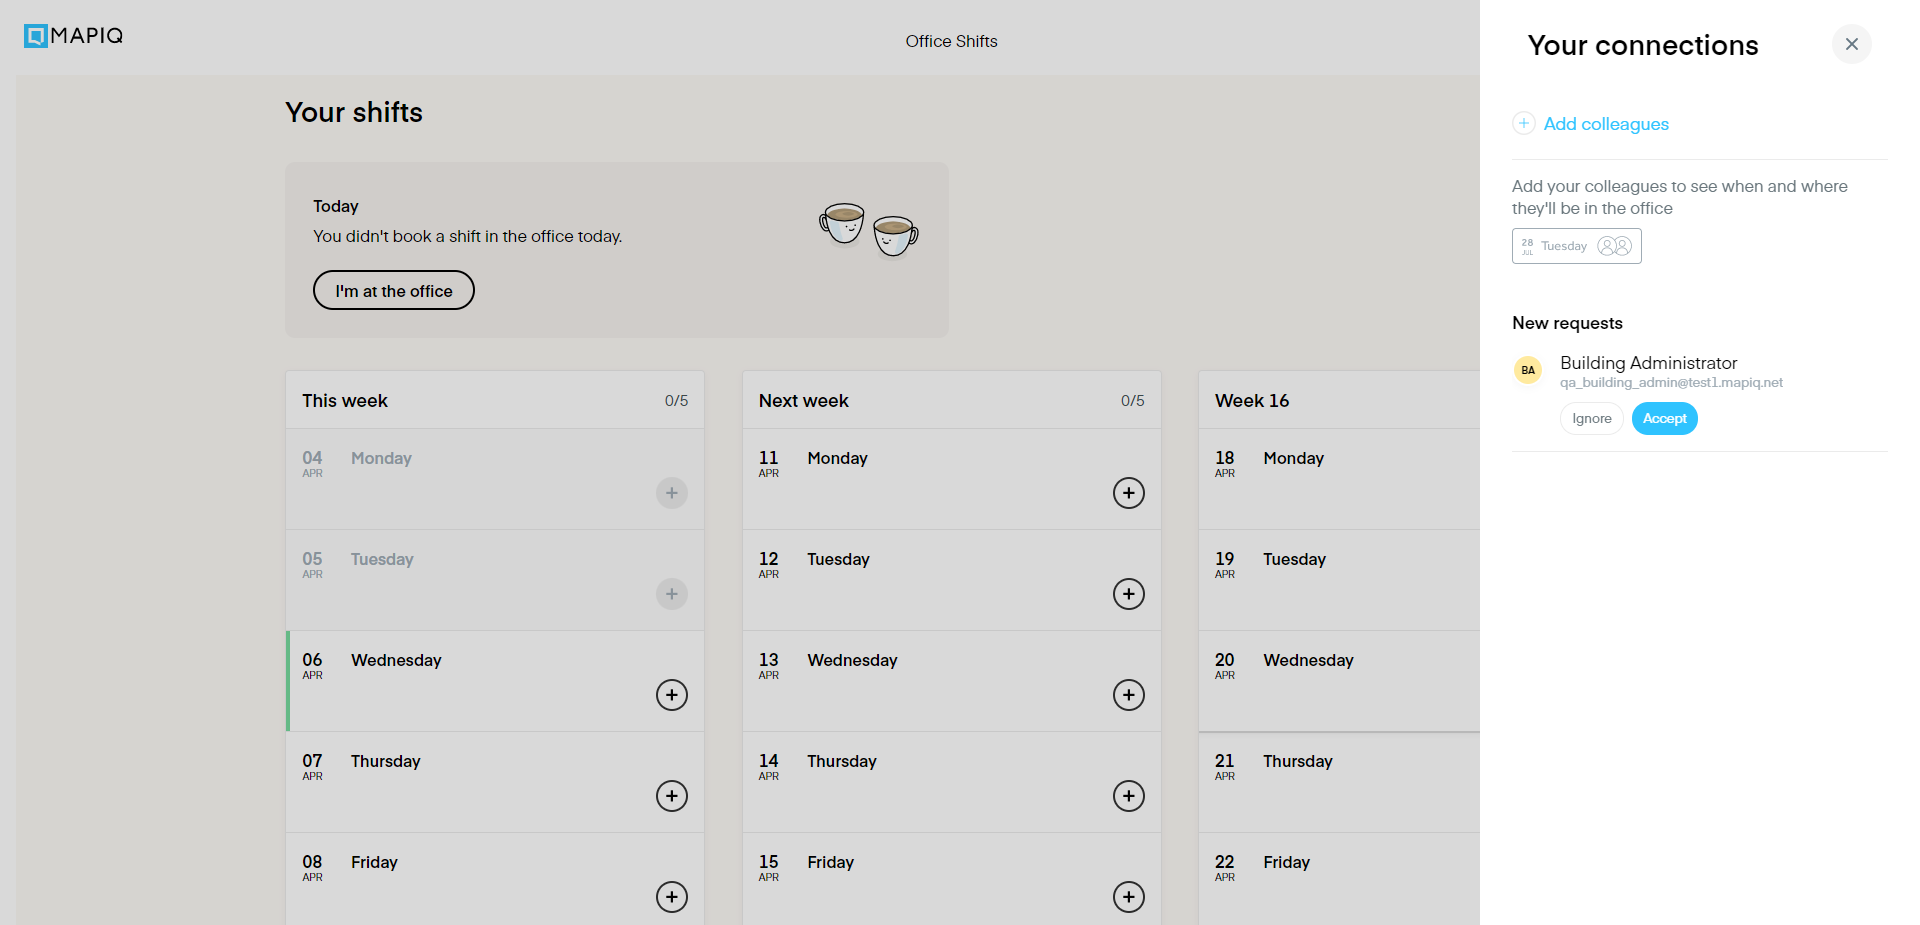 MAPIQ
Office Shifts
Your shifts
Today
You didn't book a shift in the office today.
I'm at the office
This week 0/5
04 Monday
APR
05 Tuesday
APR
06 Wednesday
APR
07 Thursday
APR
08 Friday
APR
Next week 0/5
11 Monday
APR
12 Tuesday
APR
13 Wednesday
APR
14 Thursday
APR
15 Friday
APR
Week 16
18 Monday
APR
19 Tuesday
APR
20 Wednesday
APR
21 Thursday
APR
22 Friday
APR
Your connections
Add colleagues
Add your colleagues to see when and where
they'll be in the office
28 Tuesday
JUL
New requests
BA Building Administrator
qa_building_admin@test1.mapiq.net
Ignore Accept